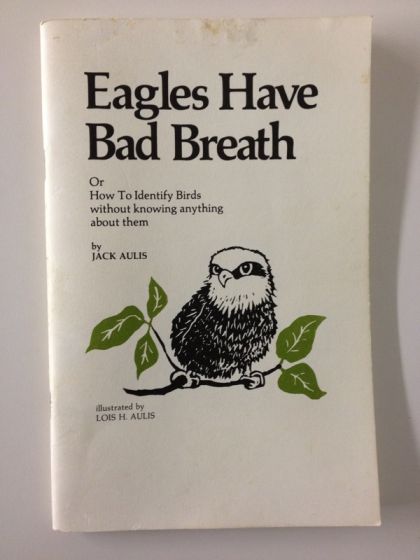 Eagles Have
Bad Breath
Or
How To Identify Birds
without knowing anything
about them
by
JACK AULIS
illustrated by
LOIS H. AULIS